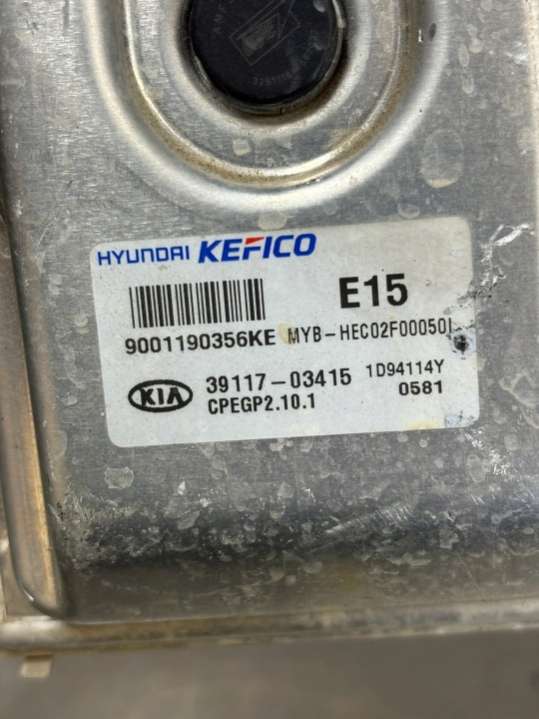 HYUNDAI KEFICO
E15
9001190356KE MYB-HEC02F00050
KIA 39117-03415 1D94114Y
CPEGP2.10.1 0581